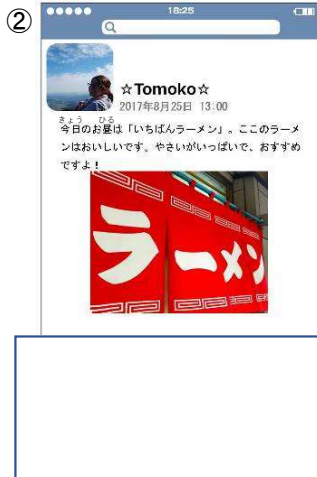 ②
18:25
☆Tomoko☆
2017年8月25日 13:00
きょう ひる
今日のお昼は「いちばんラーメン」。ここのラーメ
ンはおいしいです。やさいがいっぱいで、おすすめ
ですよ！
ラーメン